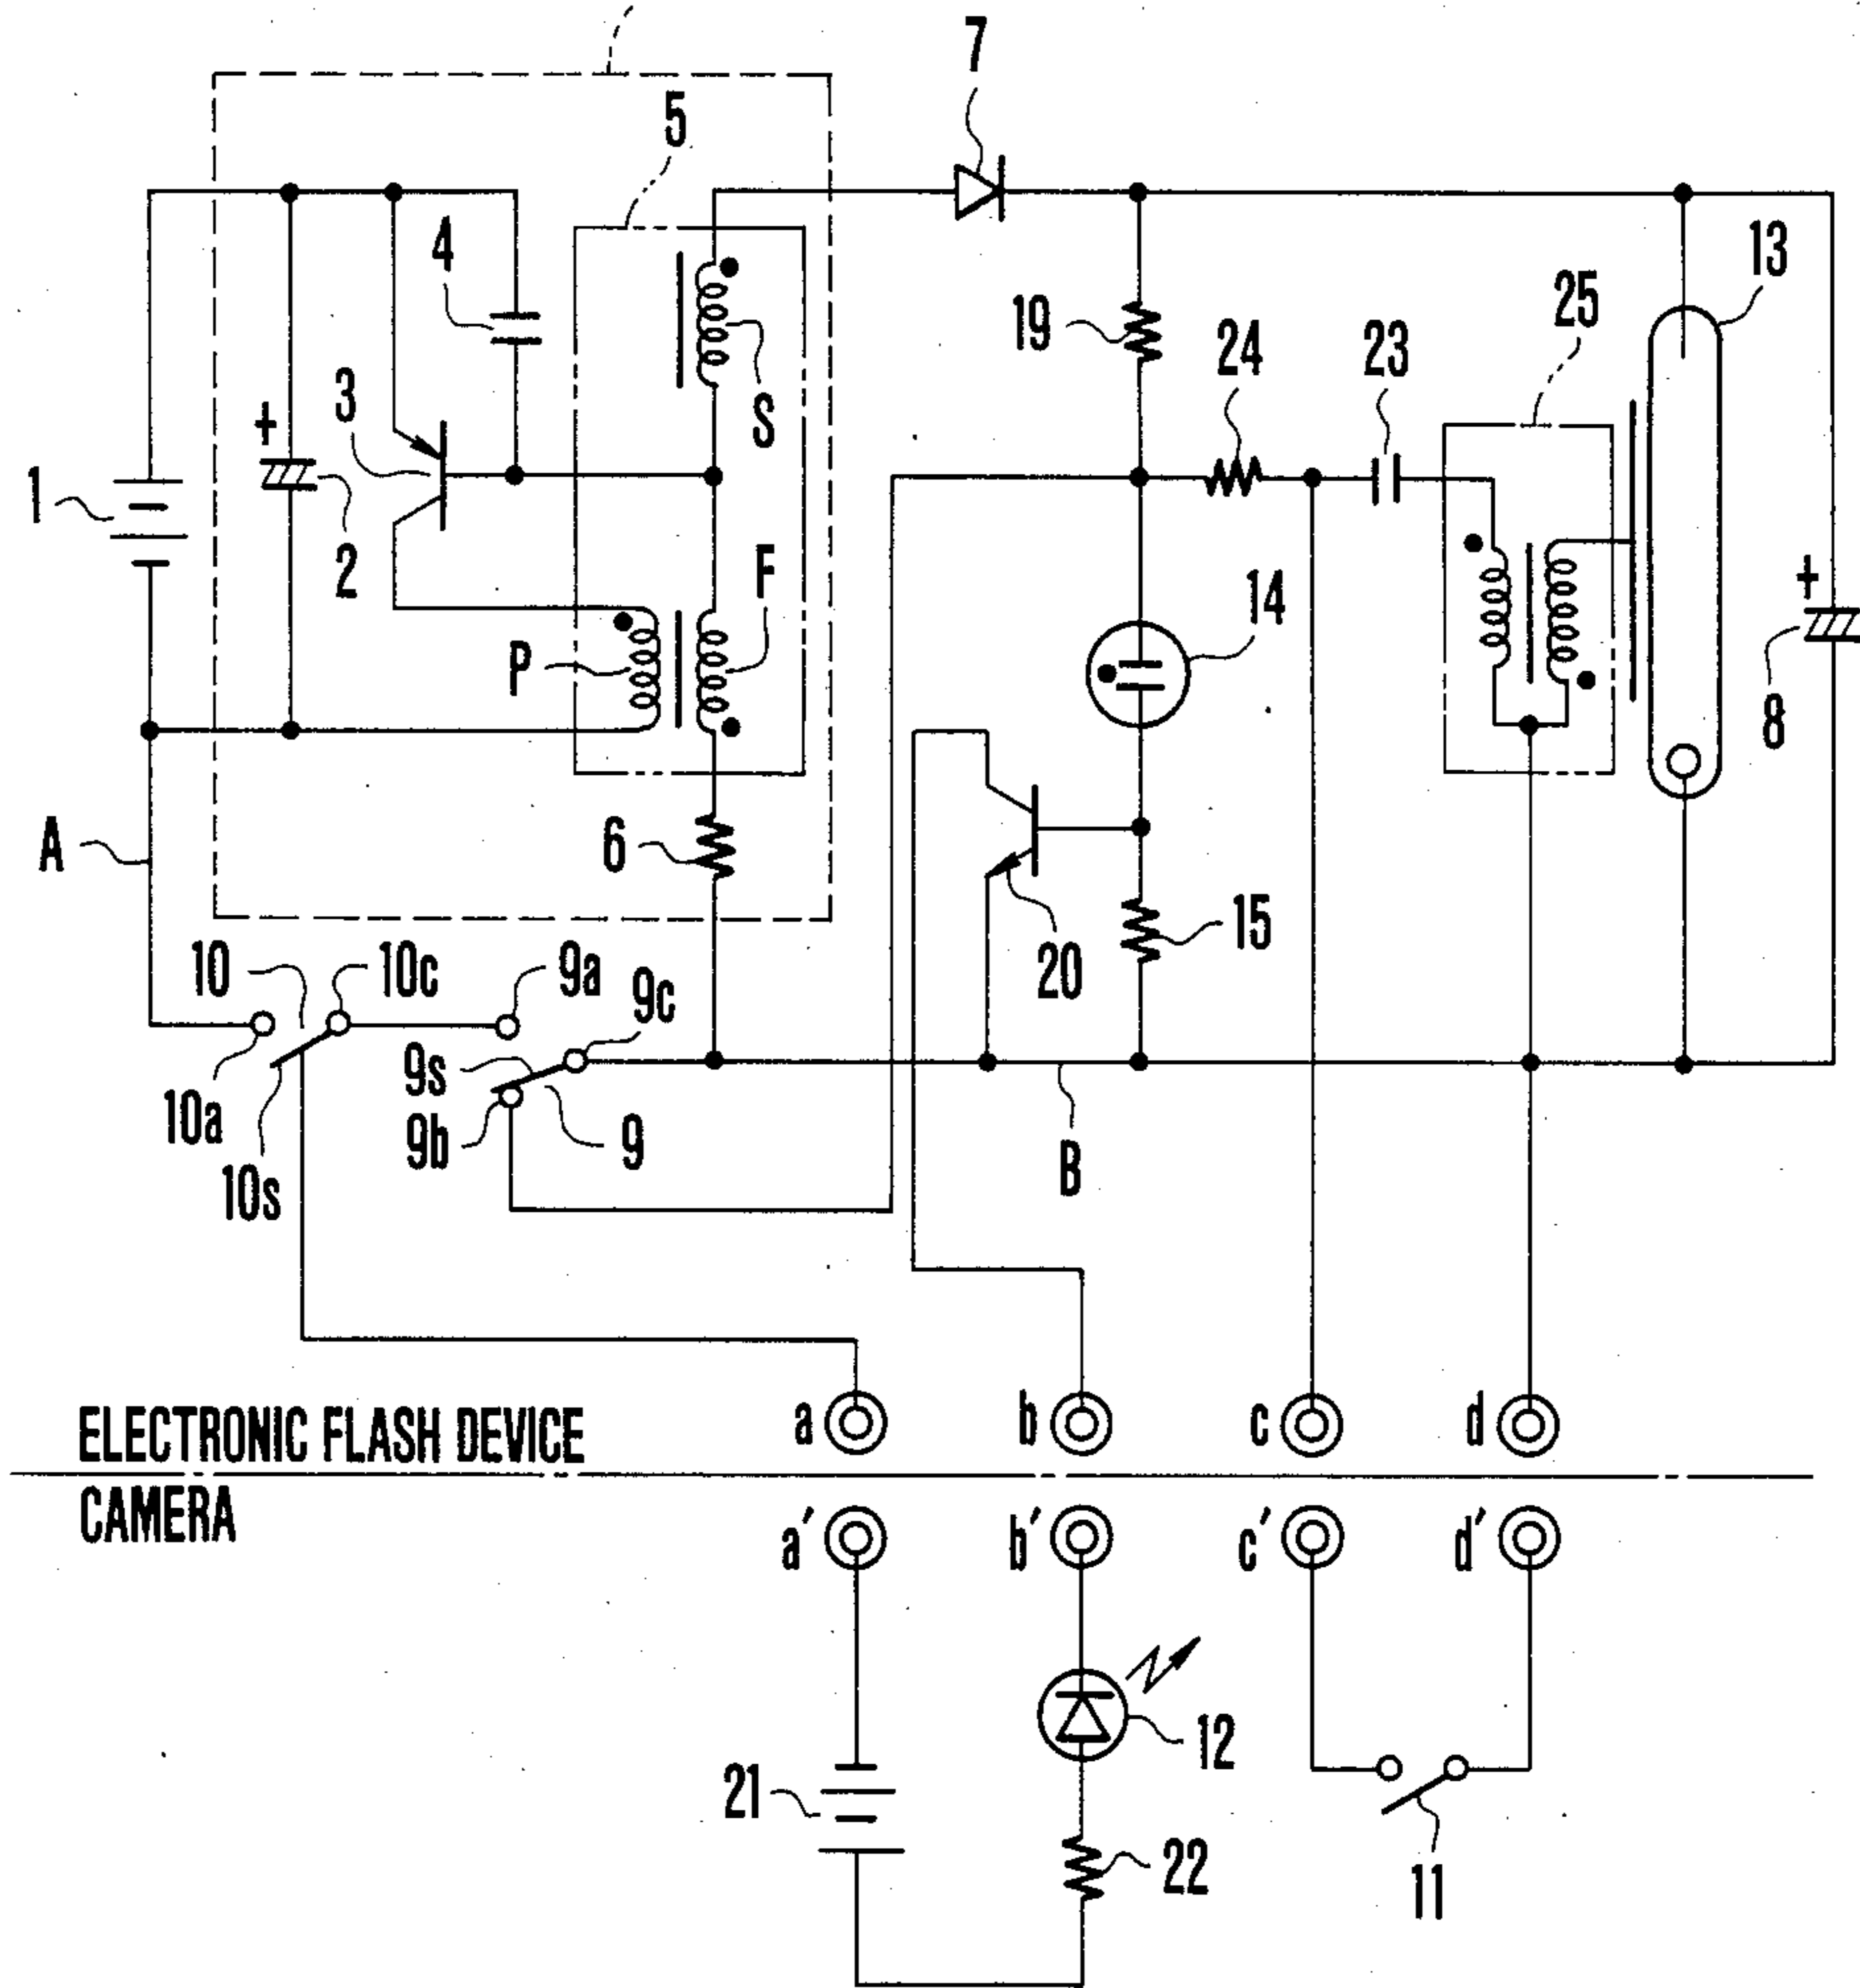 7
5
4
13
25
19
24
23
S
3
+
1
2
F
14
+
P
8
A
6
15
20
10
10c
9a
9c
9s
10a
9b
9
10s
B
ELECTRONIC FLASH DEVICE
a
b
c
d
CAMERA
a′
b′
c′
d′
12
21
22
11